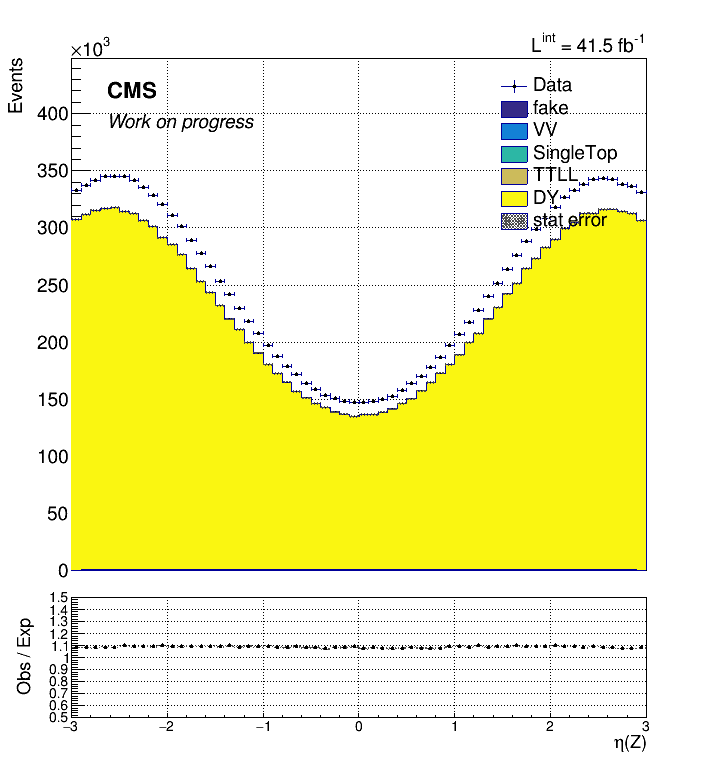 ×10³
L^int = 41.5 fb⁻¹
Events
CMS
Work on progress
Data
fake
VV
SingleTop
TTLL
DY
stat error
400
350
300
250
200
150
100
50
0
Obs / Exp
1.5
1.4
1.3
1.2
1.1
1
0.9
0.8
0.7
0.6
0.5
−3 −2 −1 0 1 2 3
η(Z)